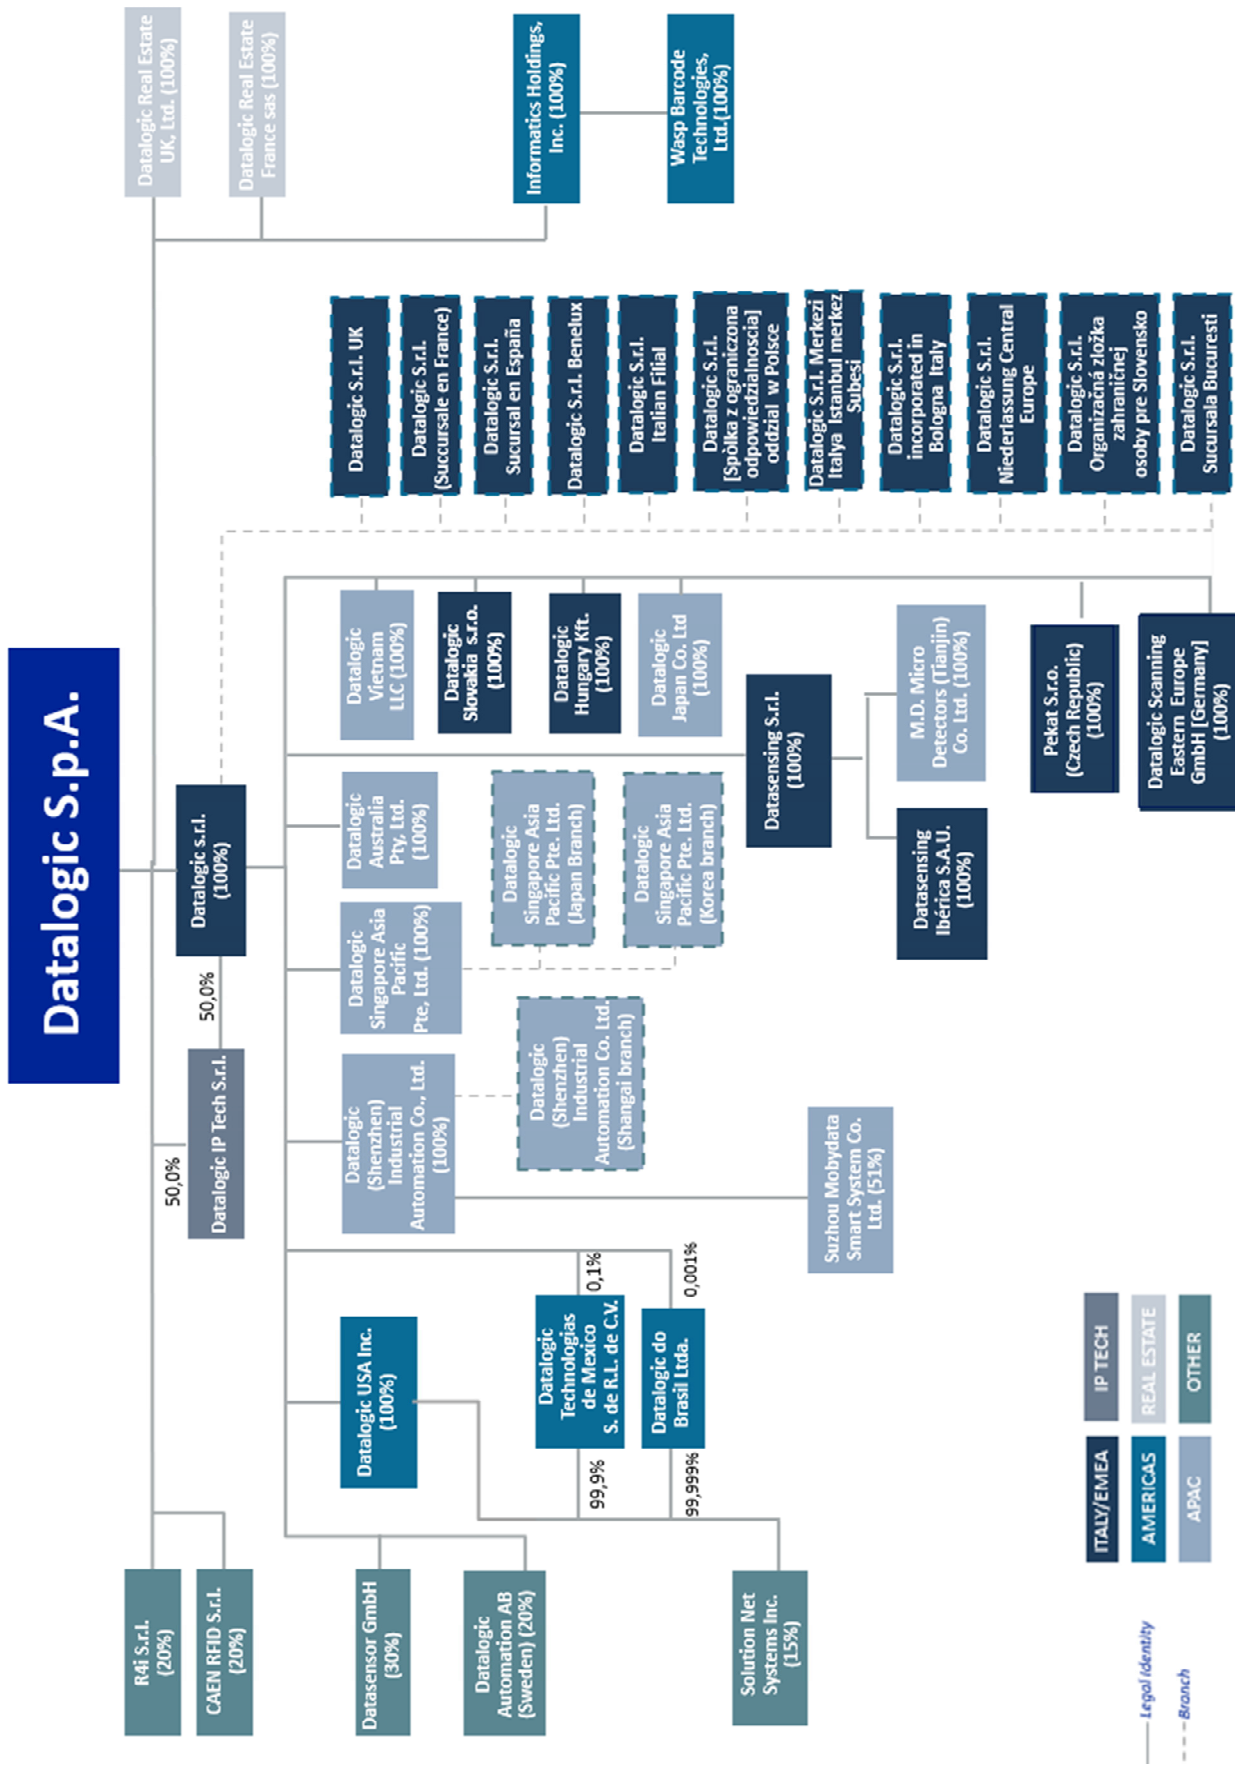 Datalogic S.p.A.
R4i S.r.l.
(20%)
CAEN RFID S.r.l.
(20%)
50,0%
Datalogic IP Tech S.r.l.
50,0%
Datalogic s.r.l.
(100%)
Datalogic Real Estate
UK, Ltd. (100%)
Datalogic Real Estate
France sas (100%)
Informatics Holdings,
Inc. (100%)
Wasp Barcode
Technologies,
Ltd.(100%)
Datasensor GmbH
(30%)
Datalogic
Automation AB
(Sweden) (20%)
Solution Net
Systems Inc.
(15%)
Datalogic USA Inc.
(100%)
99,9%
Datalogic
Technologias
de Mexico
S. de R.L. de C.V.
0,1%
99,999%
Datalogic do
Brasil Ltda.
0,001%
Datalogic
(Shenzhen)
Industrial
Automation Co., Ltd.
(100%)
Datalogic
(Shenzhen)
Industrial
Automation Co. Ltd.
(Shangai branch)
Suzhou Mobydata
Smart System Co.
Ltd. (51%)
Datalogic
Singapore Asia
Pacific
Pte, Ltd. (100%)
Datalogic
Singapore Asia
Pacific Pte. Ltd.
(Japan Branch)
Datalogic
Singapore Asia
Pacific Pte. Ltd.
(Korea branch)
Datalogic
Australia
Pty, Ltd.
(100%)
Datasensing S.r.l.
(100%)
Datasensing
Ibérica S.A.U.
(100%)
M.D. Micro
Detectors (Tianjin)
Co. Ltd. (100%)
Datalogic
Vietnam
LLC (100%)
Datalogic
Slowakia s.r.o.
(100%)
Datalogic
Hungary Kft.
(100%)
Datalogic
Japan Co. Ltd
(100%)
Pekat S.r.o.
(Czech Republic)
(100%)
Datalogic Scanning
Eastern Europe
GmbH [Germany]
(100%)
Datalogic S.r.l. UK
Datalogic S.r.l.
(Succursale en France)
Datalogic S.r.l.
Sucursal en España
Datalogic S.r.l. Benelux
Datalogic S.r.l.
Italian Filial
Datalogic S.r.l.
[Spòlka z ograniczona
odpowiedzialnoscia]
oddzial w Polsce
Datalogic S.r.l. Merkezi
Italya Istanbul merkez
Subesi
Datalogic S.r.l.
incorporated in
Bologna Italy
Datalogic S.r.l.
Niederlassung Central
Europe
Datalogic S.r.l.
Organizačná žložka
zahraničnej
osoby pre Slovensko
Datalogic S.r.l.
Sucursala Bucuresti
Legal Identity
Branch
ITALY/EMEA
IP TECH
AMERICAS
REAL ESTATE
APAC
OTHER